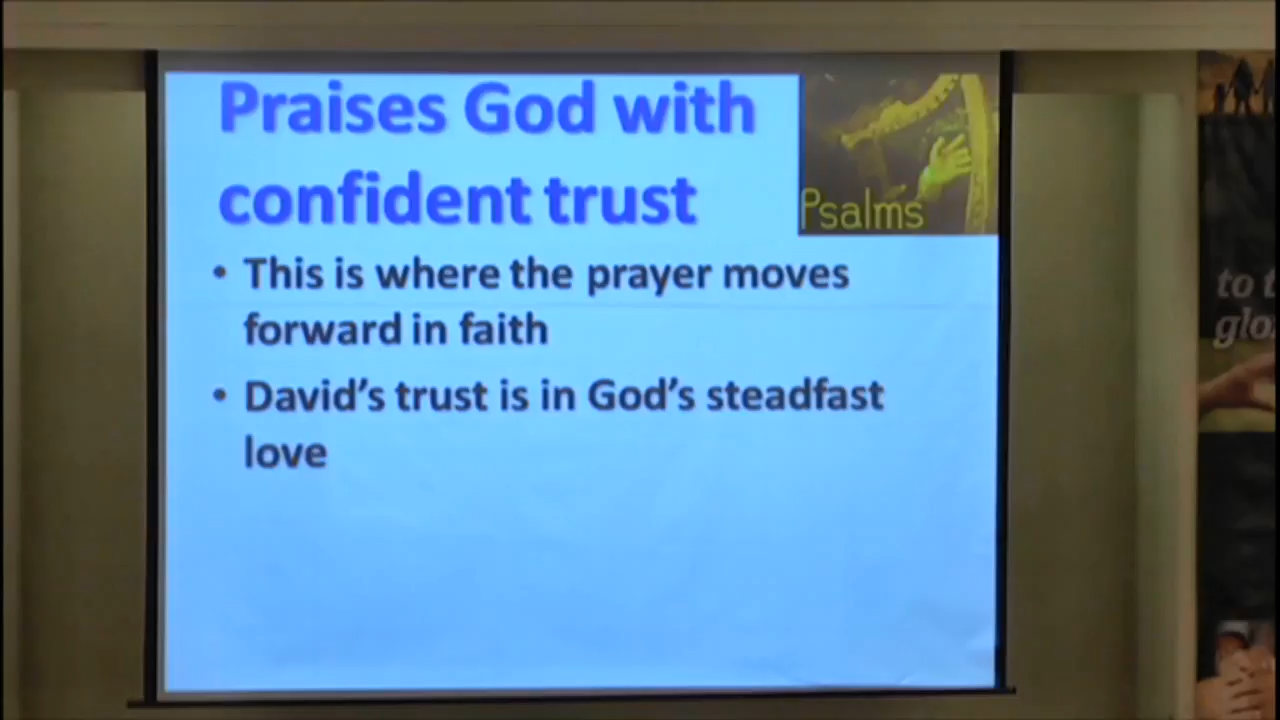 Praises God with
confident trust
Psalms
• This is where the prayer moves
forward in faith
• David's trust is in God's steadfast
love
to